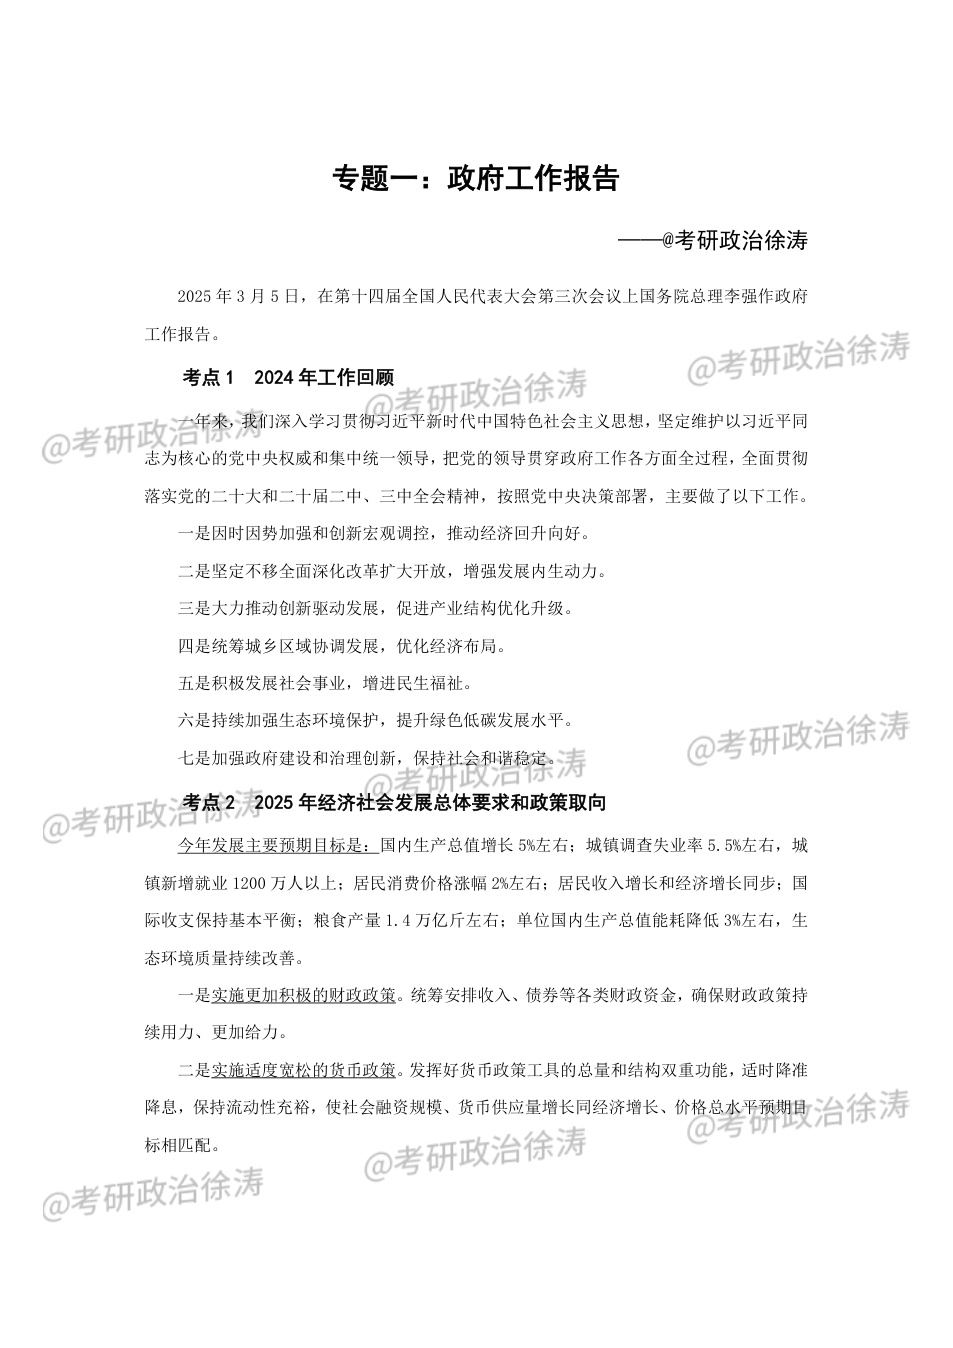 专题一：政府工作报告
——@考研政治徐涛
2025 年 3 月 5 日，在第十四届全国人民代表大会第三次会议上国务院总理李强作政府
工作报告。
@考研政治徐涛
考点 1　2024 年工作回顾
@考研政治徐涛
@考研政治徐涛
一年来，我们深入学习贯彻习近平新时代中国特色社会主义思想，坚定维护以习近平同
志为核心的党中央权威和集中统一领导，把党的领导贯穿政府工作各方面全过程，全面贯彻
落实党的二十大和二十届二中、三中全会精神，按照党中央决策部署，主要做了以下工作。
一是因时因势加强和创新宏观调控，推动经济回升向好。
二是坚定不移全面深化改革扩大开放，增强发展内生动力。
三是大力推动创新驱动发展，促进产业结构优化升级。
四是统筹城乡区域协调发展，优化经济布局。
五是积极发展社会事业，增进民生福祉。
六是持续加强生态环境保护，提升绿色低碳发展水平。
@考研政治徐涛
七是加强政府建设和治理创新，保持社会和谐稳定。
@考研政治徐涛
考点 2　2025 年经济社会发展总体要求和政策取向
@考研政治徐涛
今年发展主要预期目标是：国内生产总值增长 5%左右；城镇调查失业率 5.5%左右，城
镇新增就业 1200 万人以上；居民消费价格涨幅 2%左右；居民收入增长和经济增长同步；国
际收支保持基本平衡；粮食产量 1.4 万亿斤左右；单位国内生产总值能耗降低 3%左右，生
态环境质量持续改善。
一是实施更加积极的财政政策。统筹安排收入、债券等各类财政资金，确保财政政策持
续用力、更加给力。
二是实施适度宽松的货币政策。发挥好货币政策工具的总量和结构双重功能，适时降准
降息，保持流动性充裕，使社会融资规模、货币供应量增长同经济增长、价格总水平预期目
@考研政治徐涛
标相匹配。
@考研政治徐涛
@考研政治徐涛